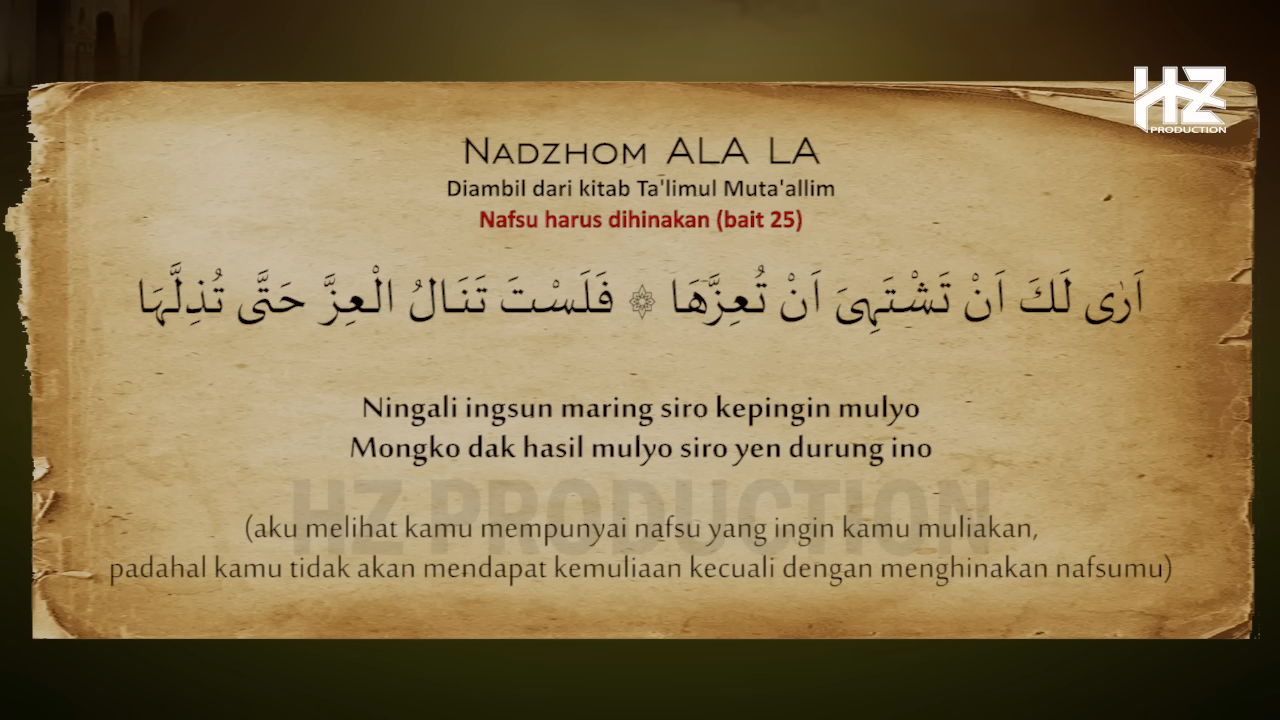 HZ
PRODUCTION
NADZHOM ALA LA
Diambil dari kitab Ta'limul Muta'allim
Nafsu harus dihinakan (bait 25)
اَرٰى لَكَ اَنْ تَشْتَهِىَ اَنْ تُعِزَّهَا ۞ فَلَسْتَ تَنَالُ الْعِزَّ حَتَّى تُذِلَّهَا
Ningali ingsun maring siro kepingin mulyo
Mongko dak hasil mulyo siro yen durung ino
HZ PRODUCTION
(aku melihat kamu mempunyai nafsu yang ingin kamu muliakan,
padahal kamu tidak akan mendapat kemuliaan kecuali dengan menghinakan nafsumu)